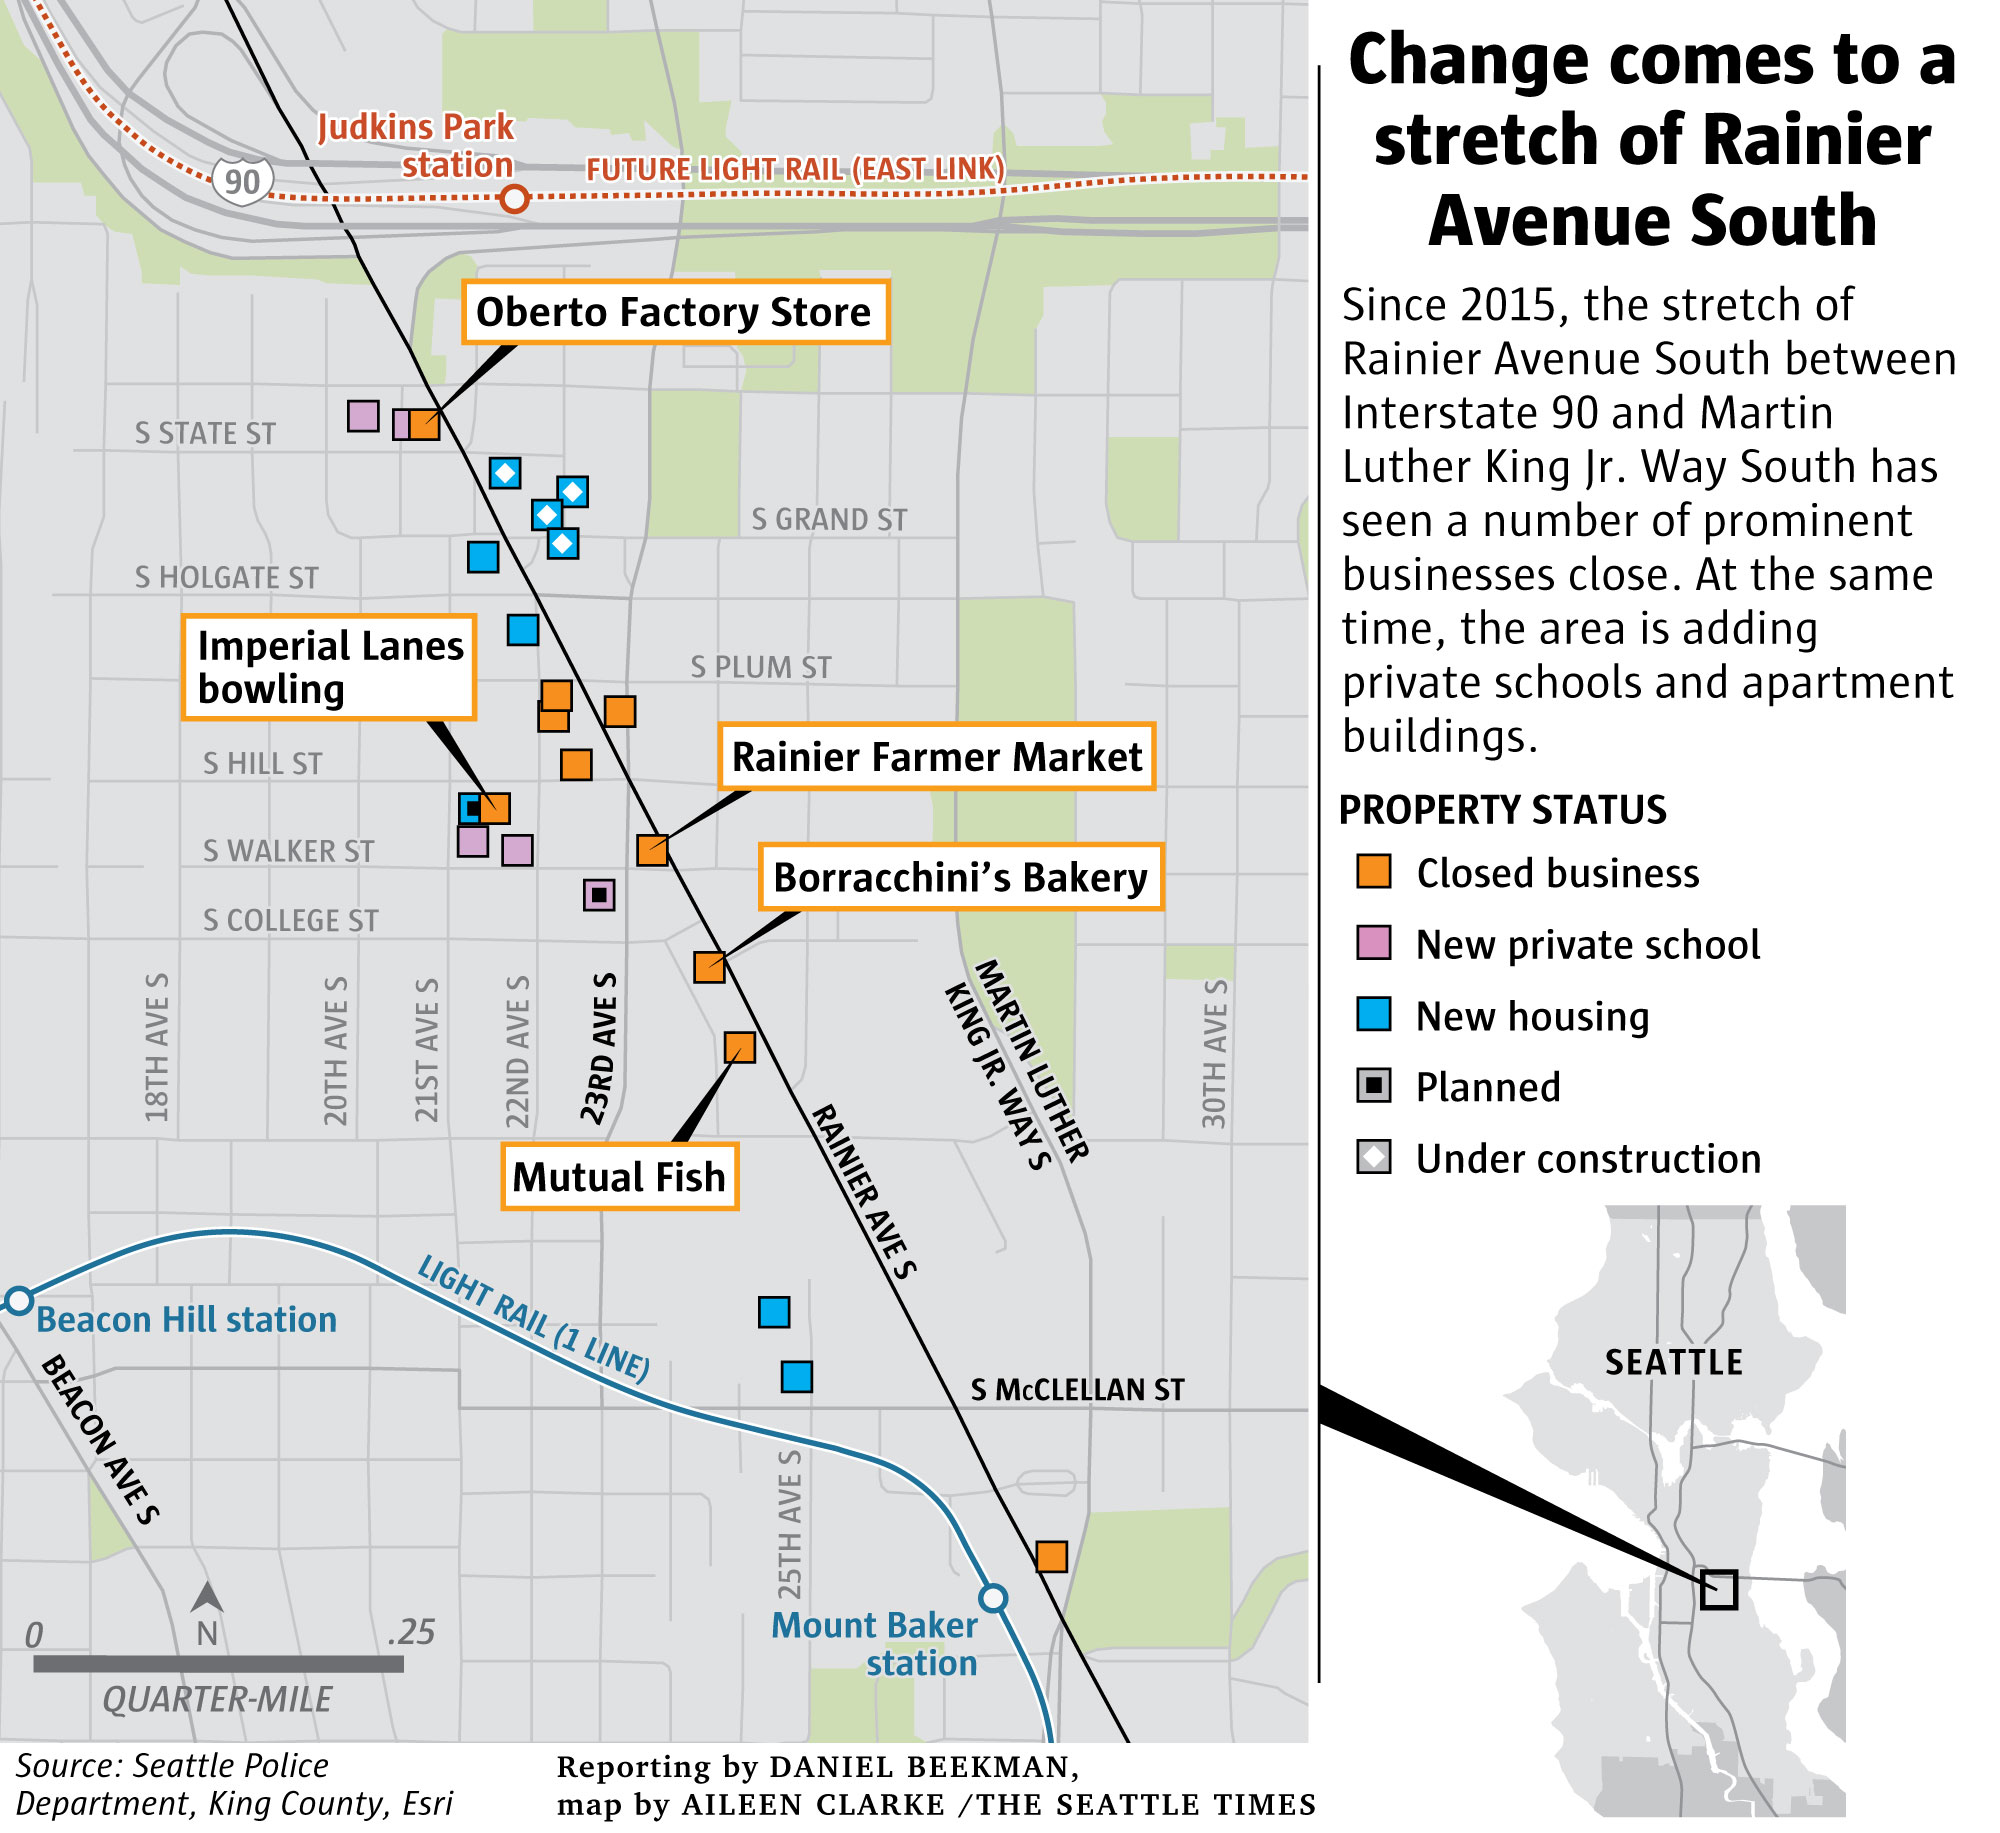 Change comes to a
stretch of Rainier
Avenue South
Since 2015, the stretch of
Rainier Avenue South between
Interstate 90 and Martin
Luther King Jr. Way South has
seen a number of prominent
businesses close. At the same
time, the area is adding
private schools and apartment
buildings.
PROPERTY STATUS
Closed business
New private school
New housing
Planned
Under construction
SEATTLE
Judkins Park
station
90
FUTURE LIGHT RAIL (EAST LINK)
Oberto Factory Store
S STATE ST
S GRAND ST
S HOLGATE ST
Imperial Lanes
bowling
S PLUM ST
S HILL ST
Rainier Farmer Market
S WALKER ST
Borracchini’s Bakery
S COLLEGE ST
18TH AVE S
20TH AVE S
21ST AVE S
22ND AVE S
23RD AVE S
MARTIN LUTHER
KING JR. WAY S
30TH AVE S
Mutual Fish
RAINIER AVE S
LIGHT RAIL (1 LINE)
Beacon Hill station
BEACON AVE S
S McCLELLAN ST
25TH AVE S
Mount Baker
station
N
0 .25
QUARTER-MILE
Source: Seattle Police
Department, King County, Esri
Reporting by DANIEL BEEKMAN,
map by AILEEN CLARKE /THE SEATTLE TIMES